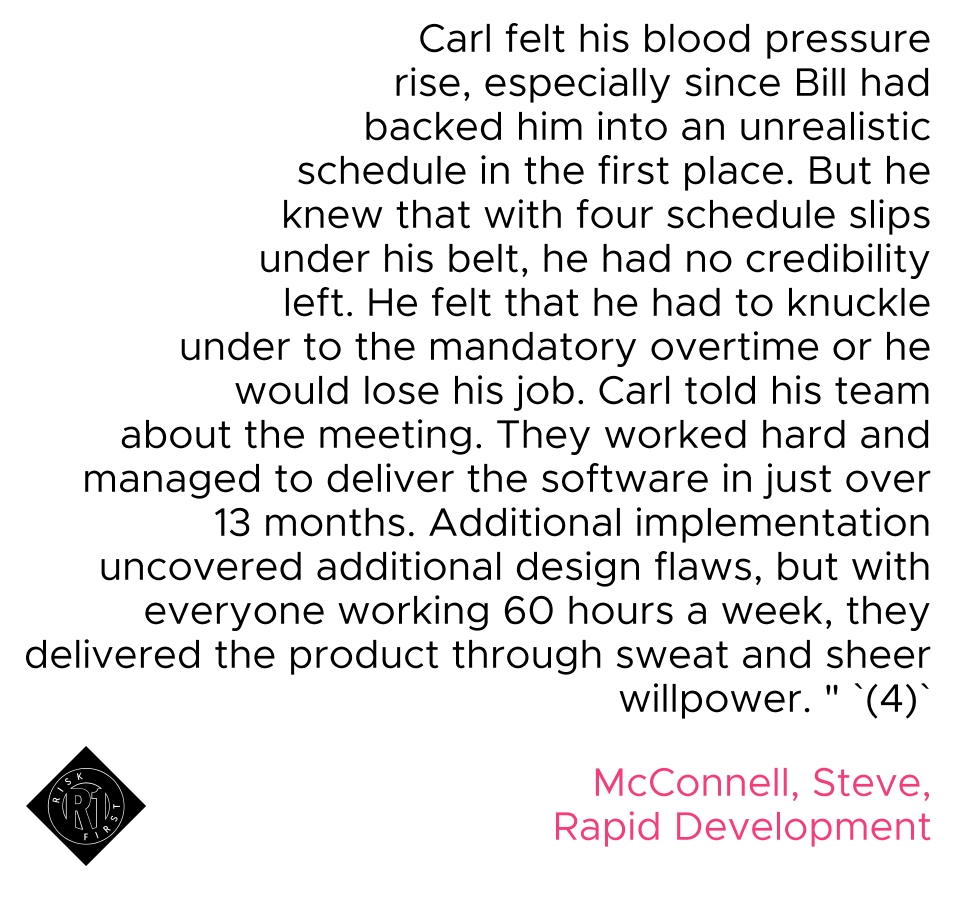 Carl felt his blood pressure
rise, especially since Bill had
backed him into an unrealistic
schedule in the first place. But he
knew that with four schedule slips
under his belt, he had no credibility
left. He felt that he had to knuckle
under to the mandatory overtime or he
would lose his job. Carl told his team
about the meeting. They worked hard and
managed to deliver the software in just over
13 months. Additional implementation
uncovered additional design flaws, but with
everyone working 60 hours a week, they
delivered the product through sweat and sheer
willpower. " `(4)`
McConnell, Steve,
Rapid Development
RISK
R1
FIRST